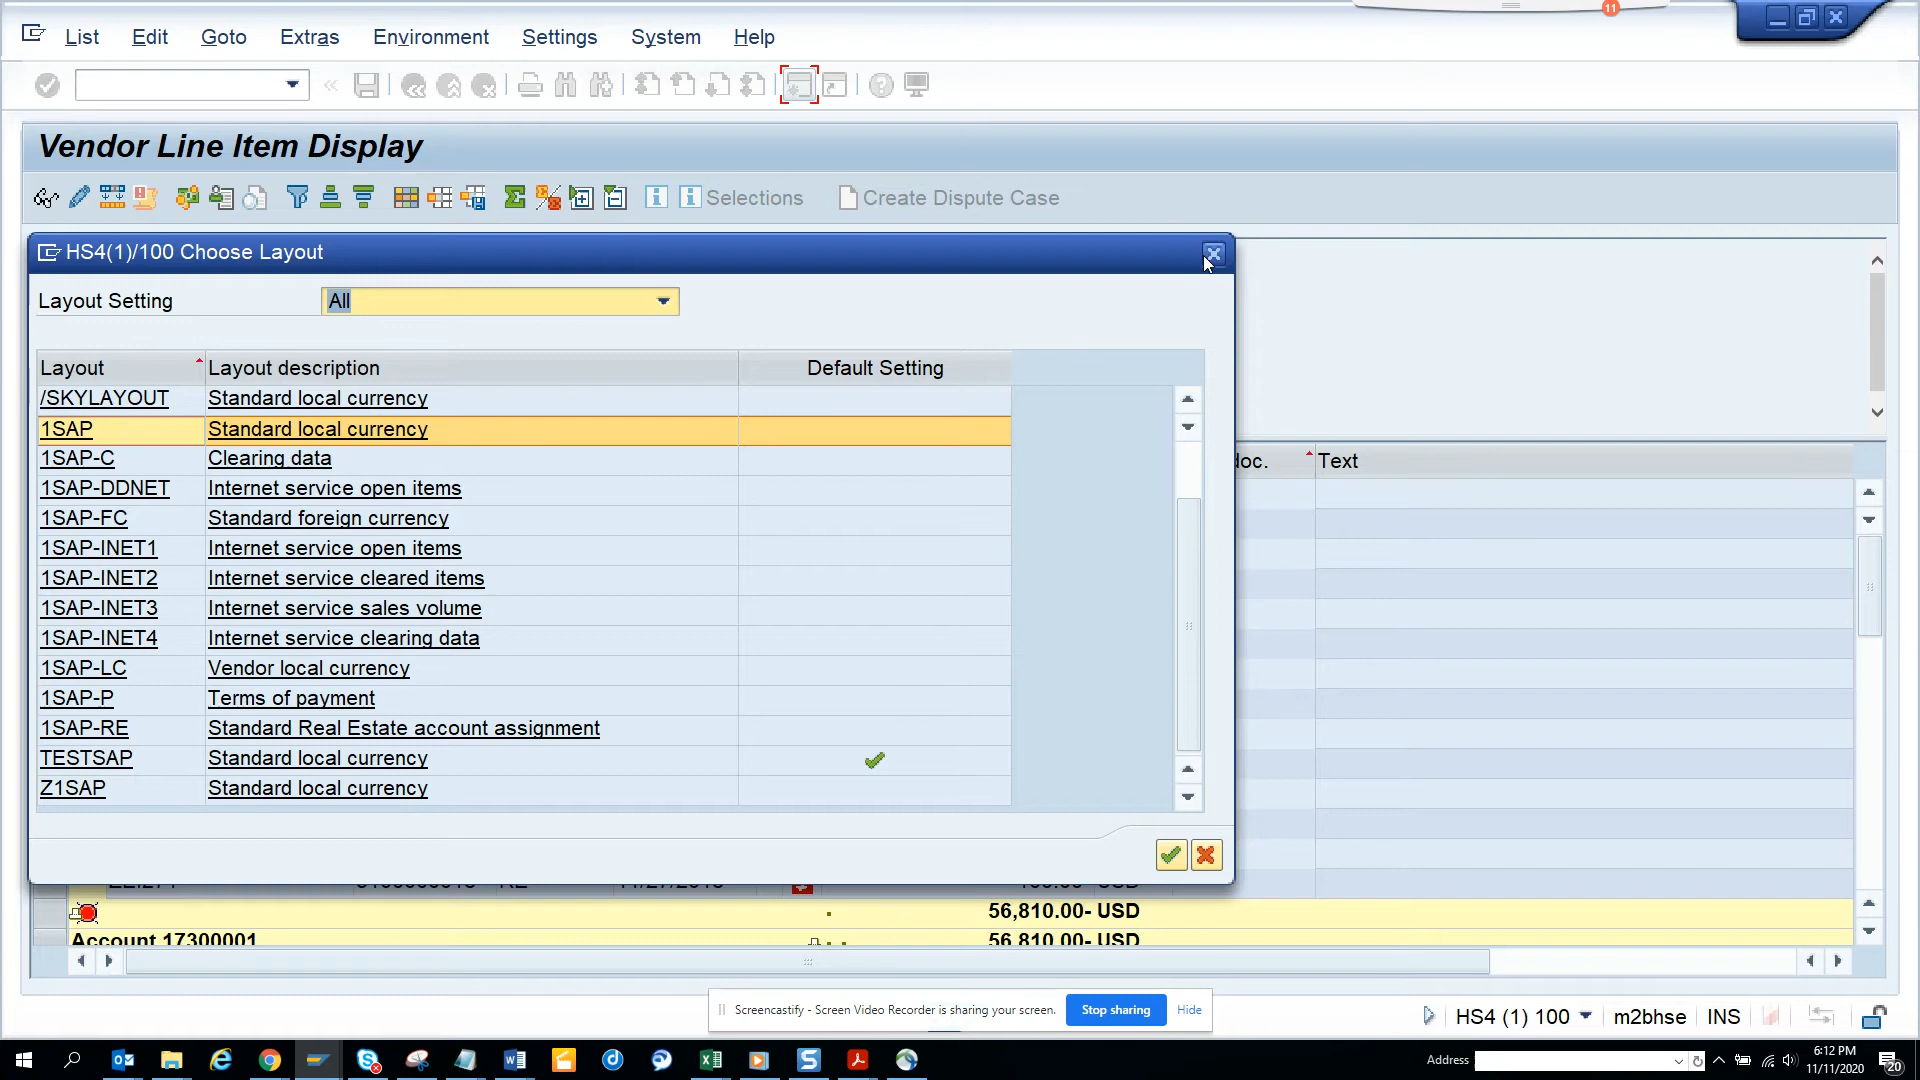 11
List Edit Goto Extras Environment Settings System Help
Vendor Line Item Display
Selections Create Dispute Case
HS4(1)/100 Choose Layout
Layout Setting All
Layout Layout description Default Setting
/SKYLAYOUT Standard local currency
1SAP Standard local currency
1SAP-C Clearing data
1SAP-DDNET Internet service open items
1SAP-FC Standard foreign currency
1SAP-INET1 Internet service open items
1SAP-INET2 Internet service cleared items
1SAP-INET3 Internet service sales volume
1SAP-INET4 Internet service clearing data
1SAP-LC Vendor local currency
1SAP-P Terms of payment
1SAP-RE Standard Real Estate account assignment
TESTSAP Standard local currency
Z1SAP Standard local currency
doc. Text
56,810.00- USD
Account 17300001 56,810.00- USD
Screencastify - Screen Video Recorder is sharing your screen. Stop sharing Hide
HS4 (1) 100 m2bhse INS
Address
6:12 PM
11/11/2020
20